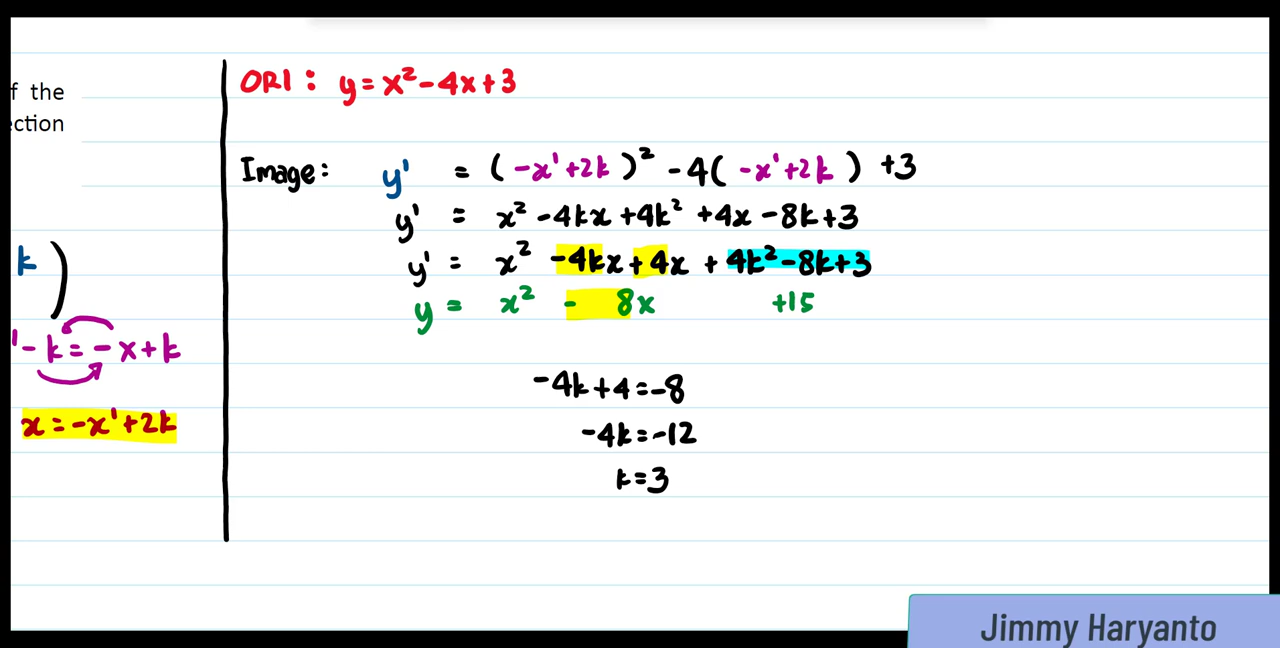 f the
ection
k )
' - k = - x + k
x = -x' + 2k
ORI : y = x² - 4x + 3
Image: y' = ( -x' + 2k )² - 4( -x' + 2k ) + 3
y' = x² - 4kx + 4k² + 4x - 8k + 3
y' = x² - 4kx + 4x + 4k² - 8k + 3
y = x² - 8x + 15
-4k + 4 = -8
-4k = -12
k = 3
Jimmy Haryanto